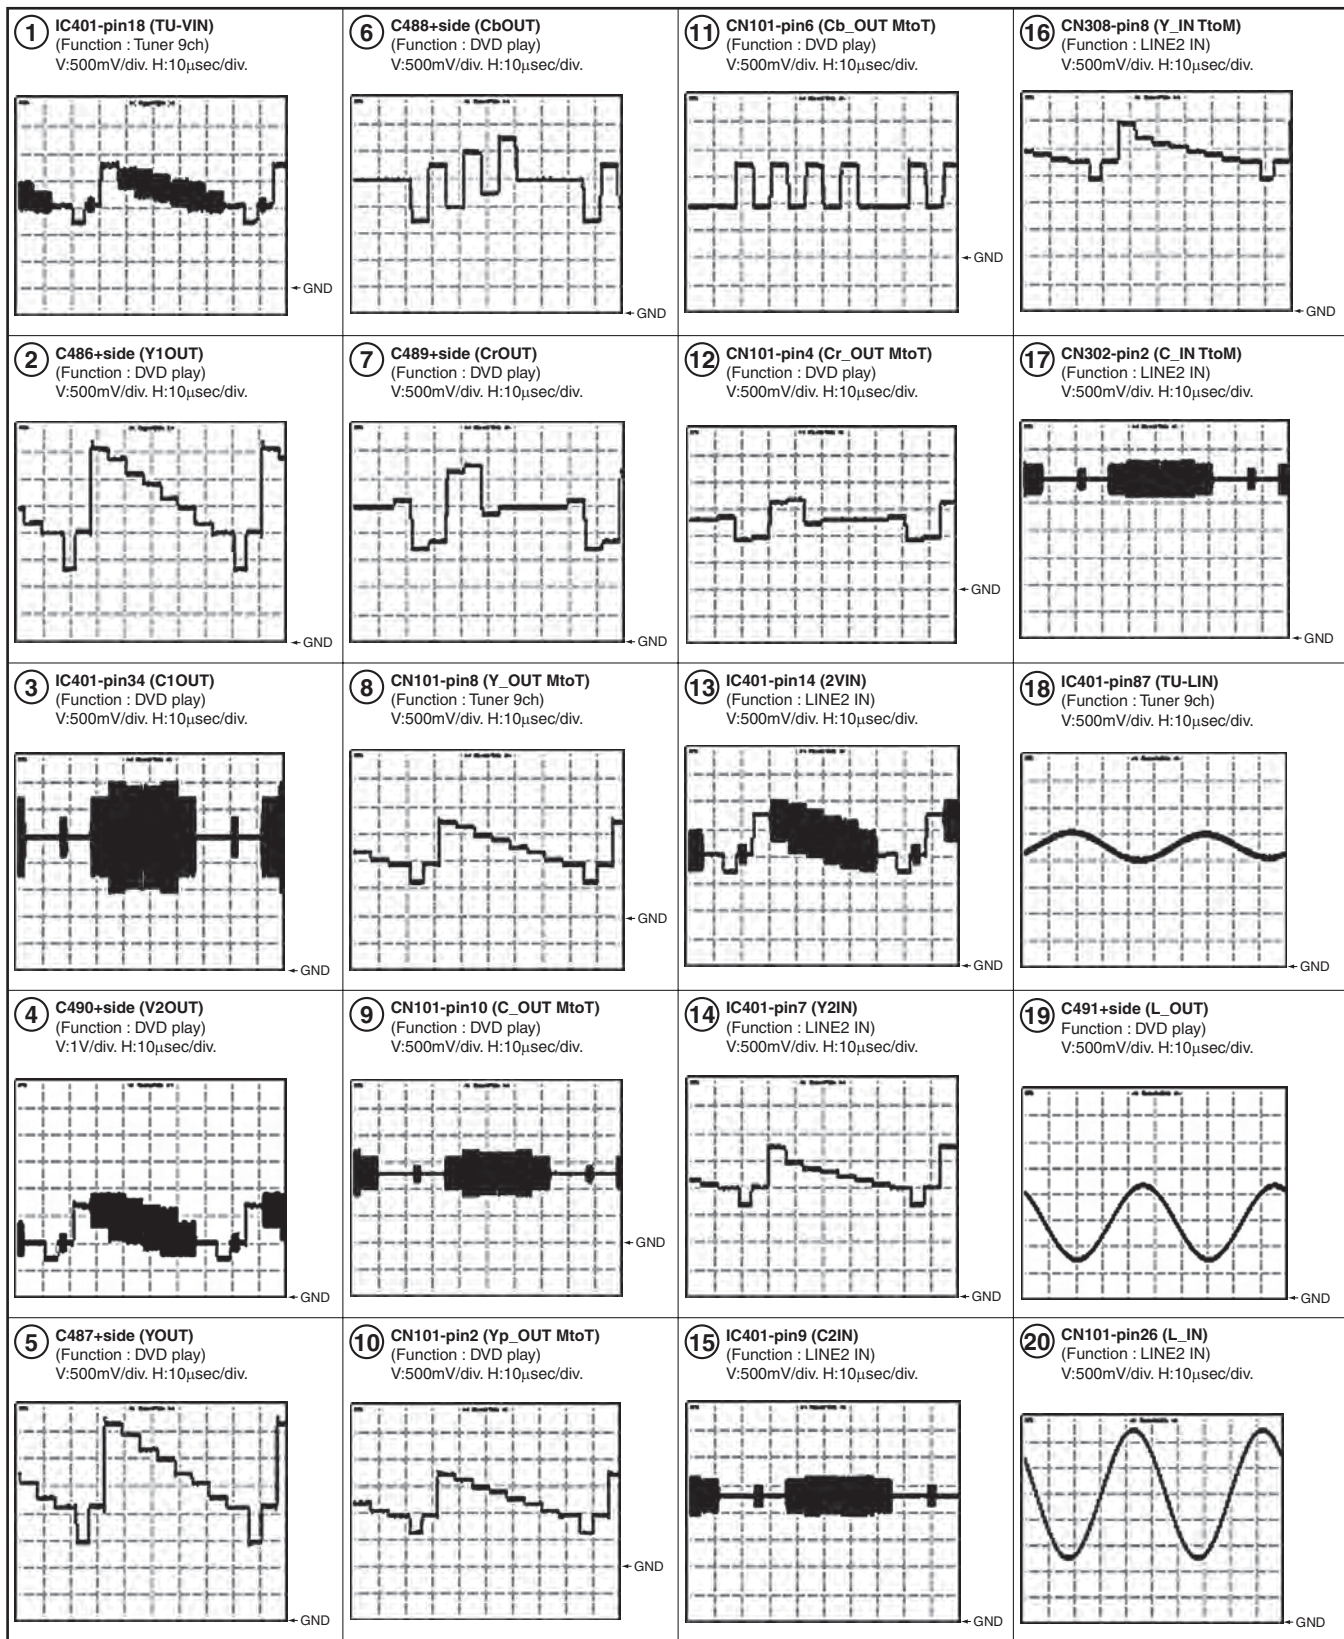 1 IC401-pin18 (TU-VIN)
(Function : Tuner 9ch)
V:500mV/div. H:10μsec/div.
← GND
2 C486+side (Y1OUT)
(Function : DVD play)
V:500mV/div. H:10μsec/div.
← GND
3 IC401-pin34 (C1OUT)
(Function : DVD play)
V:500mV/div. H:10μsec/div.
← GND
4 C490+side (V2OUT)
(Function : DVD play)
V:1V/div. H:10μsec/div.
← GND
5 C487+side (YOUT)
(Function : DVD play)
V:500mV/div. H:10μsec/div.
← GND
6 C488+side (CbOUT)
(Function : DVD play)
V:500mV/div. H:10μsec/div.
← GND
7 C489+side (CrOUT)
(Function : DVD play)
V:500mV/div. H:10μsec/div.
← GND
8 CN101-pin8 (Y_OUT MtoT)
(Function : Tuner 9ch)
V:500mV/div. H:10μsec/div.
← GND
9 CN101-pin10 (C_OUT MtoT)
(Function : DVD play)
V:500mV/div. H:10μsec/div.
← GND
10 CN101-pin2 (Yp_OUT MtoT)
(Function : DVD play)
V:500mV/div. H:10μsec/div.
← GND
11 CN101-pin6 (Cb_OUT MtoT)
(Function : DVD play)
V:500mV/div. H:10μsec/div.
← GND
12 CN101-pin4 (Cr_OUT MtoT)
(Function : DVD play)
V:500mV/div. H:10μsec/div.
← GND
13 IC401-pin14 (2VIN)
(Function : LINE2 IN)
V:500mV/div. H:10μsec/div.
← GND
14 IC401-pin7 (Y2IN)
(Function : LINE2 IN)
V:500mV/div. H:10μsec/div.
← GND
15 IC401-pin9 (C2IN)
(Function : LINE2 IN)
V:500mV/div. H:10μsec/div.
← GND
16 CN308-pin8 (Y_IN TtoM)
(Function : LINE2 IN)
V:500mV/div. H:10μsec/div.
← GND
17 CN302-pin2 (C_IN TtoM)
(Function : LINE2 IN)
V:500mV/div. H:10μsec/div.
← GND
18 IC401-pin87 (TU-LIN)
(Function : Tuner 9ch)
V:500mV/div. H:10μsec/div.
← GND
19 C491+side (L_OUT)
Function : DVD play)
V:500mV/div. H:10μsec/div.
← GND
20 CN101-pin26 (L_IN)
(Function : LINE2 IN)
V:500mV/div. H:10μsec/div.
← GND